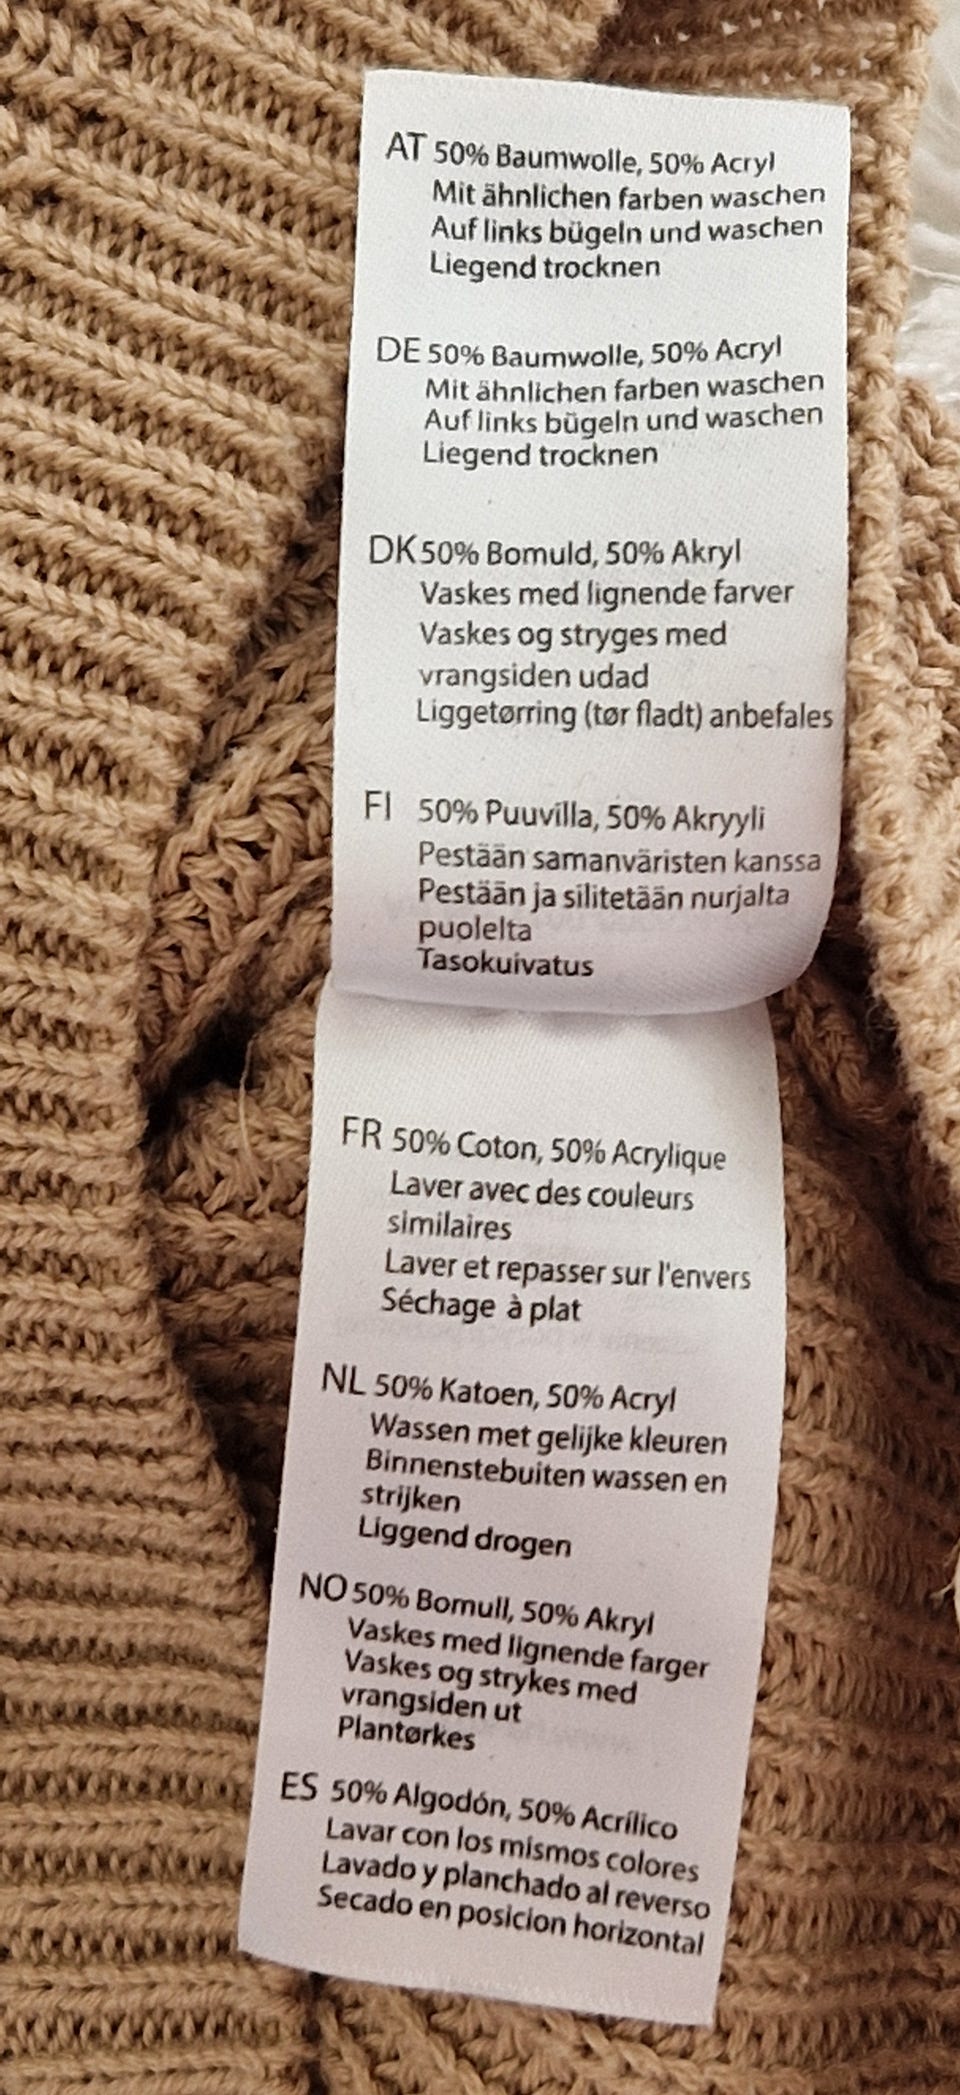 AT 50% Baumwolle, 50% Acryl
Mit ähnlichen farben waschen
Auf links bügeln und waschen
Liegend trocknen
DE 50% Baumwolle, 50% Acryl
Mit ähnlichen farben waschen
Auf links bügeln und waschen
Liegend trocknen
DK 50% Bomuld, 50% Akryl
Vaskes med lignende farver
Vaskes og stryges med
vrangsiden udad
Liggetørring (tør fladt) anbefales
FI 50% Puuvilla, 50% Akryyli
Pestään samanväristen kanssa
Pestään ja silitetään nurjalta
puolelta
Tasokuivatus
FR 50% Coton, 50% Acrylique
Laver avec des couleurs
similaires
Laver et repasser sur l'envers
Séchage à plat
NL 50% Katoen, 50% Acryl
Wassen met gelijke kleuren
Binnenstebuiten wassen en
strijken
Liggend drogen
NO 50% Bomull, 50% Akryl
Vaskes med lignende farger
Vaskes og strykes med
vrangsiden ut
Plantørkes
ES 50% Algodón, 50% Acrílico
Lavar con los mismos colores
Lavado y planchado al reverso
Secado en posicion horizontal